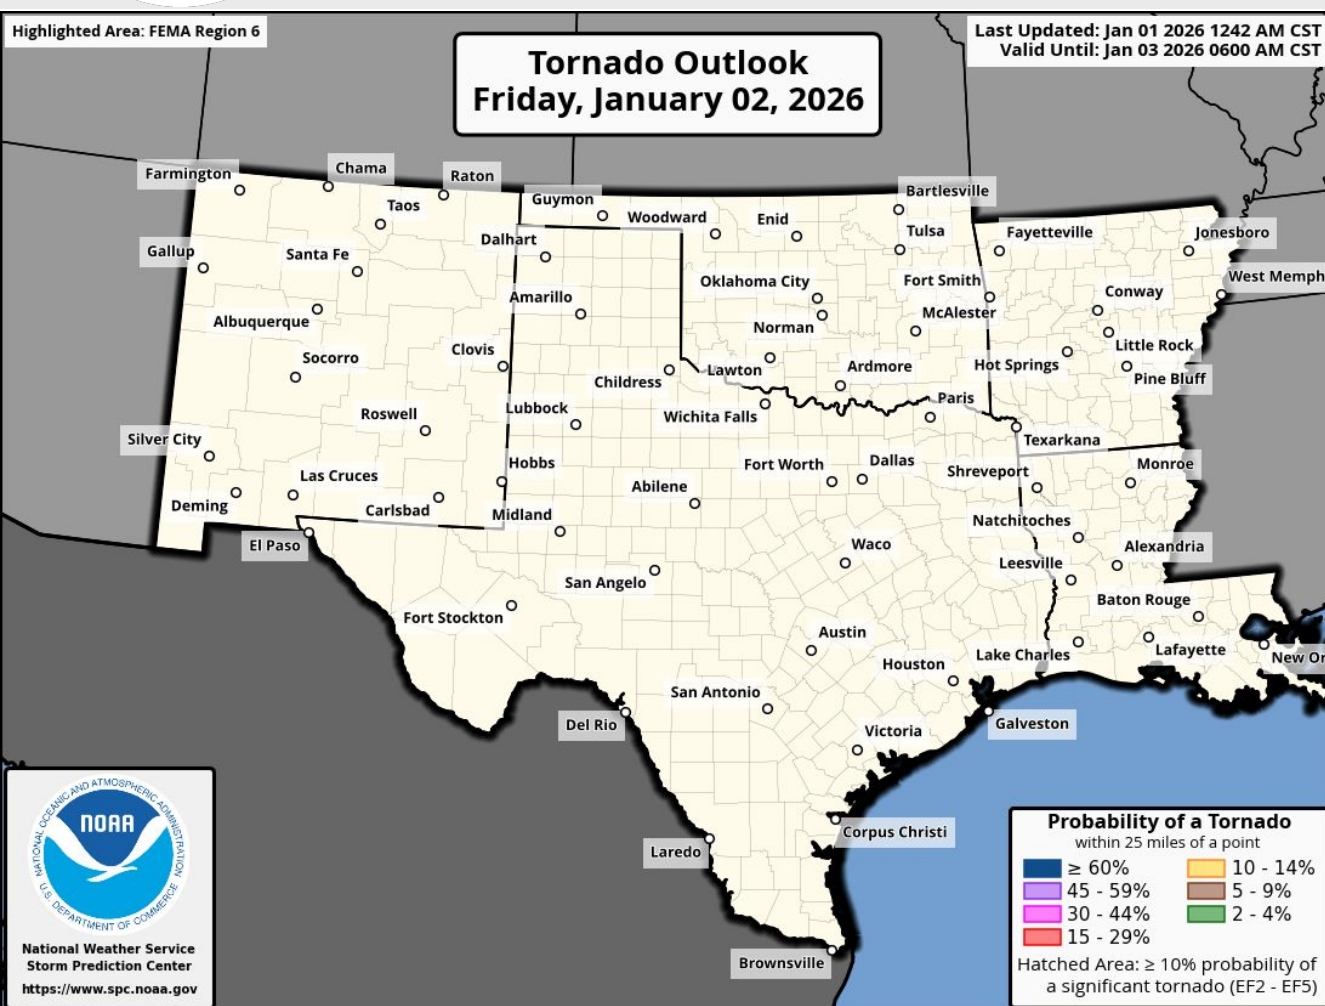 Highlighted Area: FEMA Region 6
Last Updated: Jan 01 2026 1242 AM CST
Valid Until: Jan 03 2026 0600 AM CST
Tornado Outlook
Friday, January 02, 2026
Farmington
Chama
Raton
Taos
Guymon
Woodward
Enid
Bartlesville
Tulsa
Fayetteville
Jonesboro
Gallup
Santa Fe
Dalhart
Oklahoma City
Fort Smith
Conway
West Memph
Albuquerque
Amarillo
Norman
McAlester
Little Rock
Socorro
Clovis
Childress
Lawton
Ardmore
Hot Springs
Pine Bluff
Roswell
Lubbock
Wichita Falls
Paris
Texarkana
Silver City
Las Cruces
Hobbs
Abilene
Fort Worth
Dallas
Shreveport
Monroe
Deming
Carlsbad
Midland
Natchitoches
El Paso
San Angelo
Waco
Leesville
Alexandria
Fort Stockton
Austin
Baton Rouge
Houston
Lake Charles
Lafayette
New Or
Del Rio
San Antonio
Victoria
Galveston
Laredo
Corpus Christi
Brownsville
NATIONAL OCEANIC AND ATMOSPHERIC ADMINISTRATION
NOAA
U.S. DEPARTMENT OF COMMERCE
National Weather Service
Storm Prediction Center
https://www.spc.noaa.gov
Probability of a Tornado
within 25 miles of a point
≥ 60%
45 - 59%
30 - 44%
15 - 29%
10 - 14%
5 - 9%
2 - 4%
Hatched Area: ≥ 10% probability of
a significant tornado (EF2 - EF5)